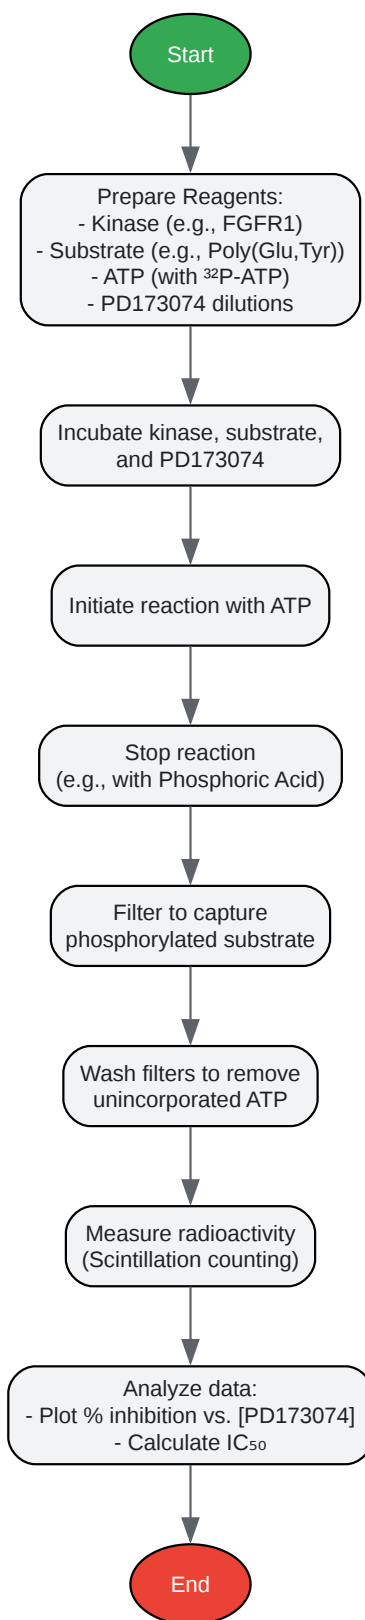 Start
Prepare Reagents:
- Kinase (e.g., FGFR1)
- Substrate (e.g., Poly(Glu,Tyr))
- ATP (with ³²P-ATP)
- PD173074 dilutions
Incubate kinase, substrate,
and PD173074
Initiate reaction with ATP
Stop reaction
(e.g., with Phosphoric Acid)
Filter to capture
phosphorylated substrate
Wash filters to remove
unincorporated ATP
Measure radioactivity
(Scintillation counting)
Analyze data:
- Plot % inhibition vs. [PD173074]
- Calculate IC₅₀
End